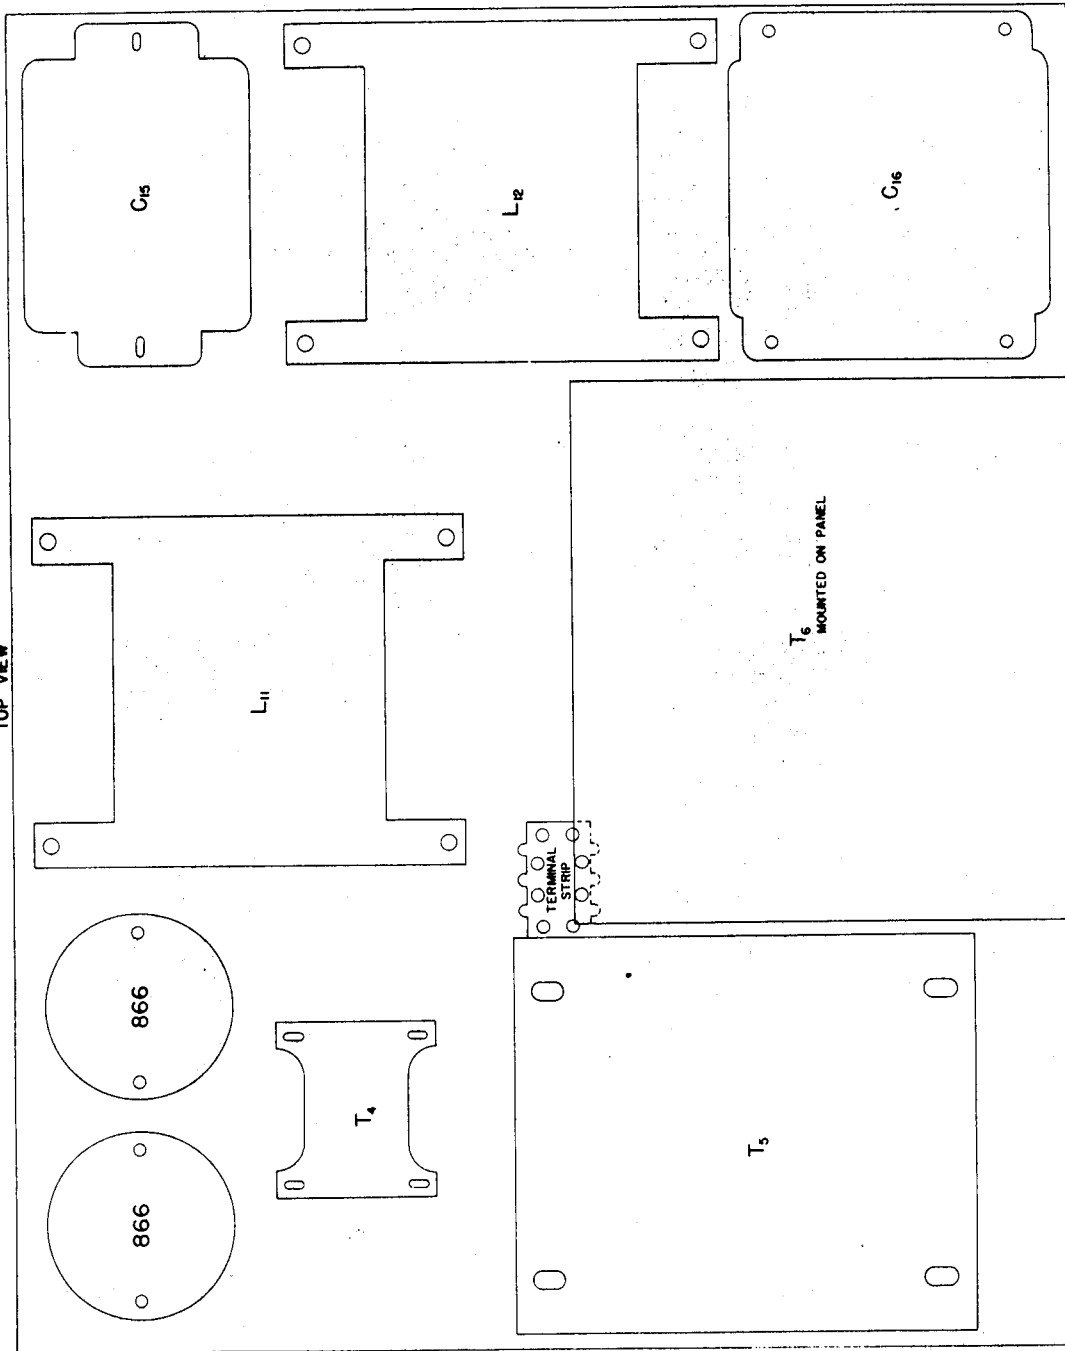 TOP VIEW
C15
L12
C16
L11
T6
MOUNTED ON PANEL
TERMINAL
STRIP
866
T4
866
T5